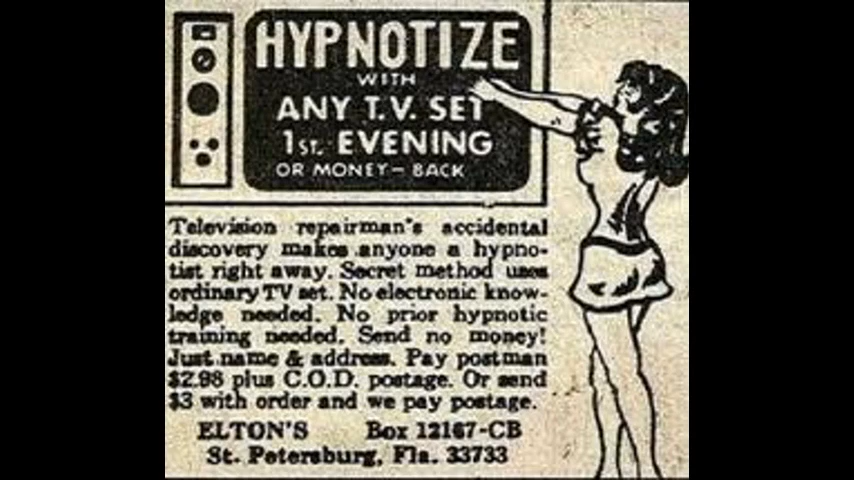 HYPNOTIZE
WITH
ANY T.V. SET
1ST. EVENING
OR MONEY-BACK
Television repairman's accidental
discovery makes anyone a hypno-
tist right away. Secret method uses
ordinary TV set. No electronic know-
ledge needed. No prior hypnotic
training needed. Send no money!
Just name & address. Pay postman
$2.98 plus C.O.D. postage. Or send
$3 with order and we pay postage.
ELTON'S Box 12167-CB
St. Petersburg, Fla. 33733